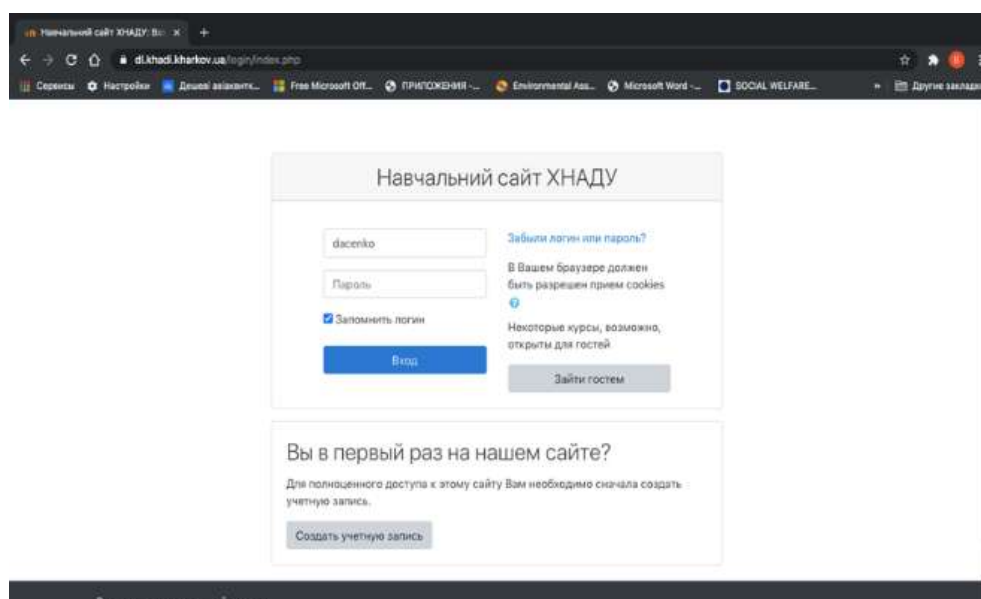 Навчальний сайт ХНАДУ: Вх
dl.khadi.kharkov.ua/login/index.php
Сервисы Настройки Дешеві авіаквитк... Free Microsoft Off... ПРИЛОЖЕНИЯ -... Environmental Ass... Microsoft Word -... SOCIAL WELFARE... » Другие закладки
Навчальний сайт ХНАДУ
dacenko
Пароль
Запомнить логин
Вход
Забыли логин или пароль?
В Вашем браузере должен
быть разрешен прием cookies
Некоторые курсы, возможно,
открыты для гостей
Зайти гостем
Вы в первый раз на нашем сайте?
Для полноценного доступа к этому сайту Вам необходимо сначала создать
учетную запись.
Создать учетную запись